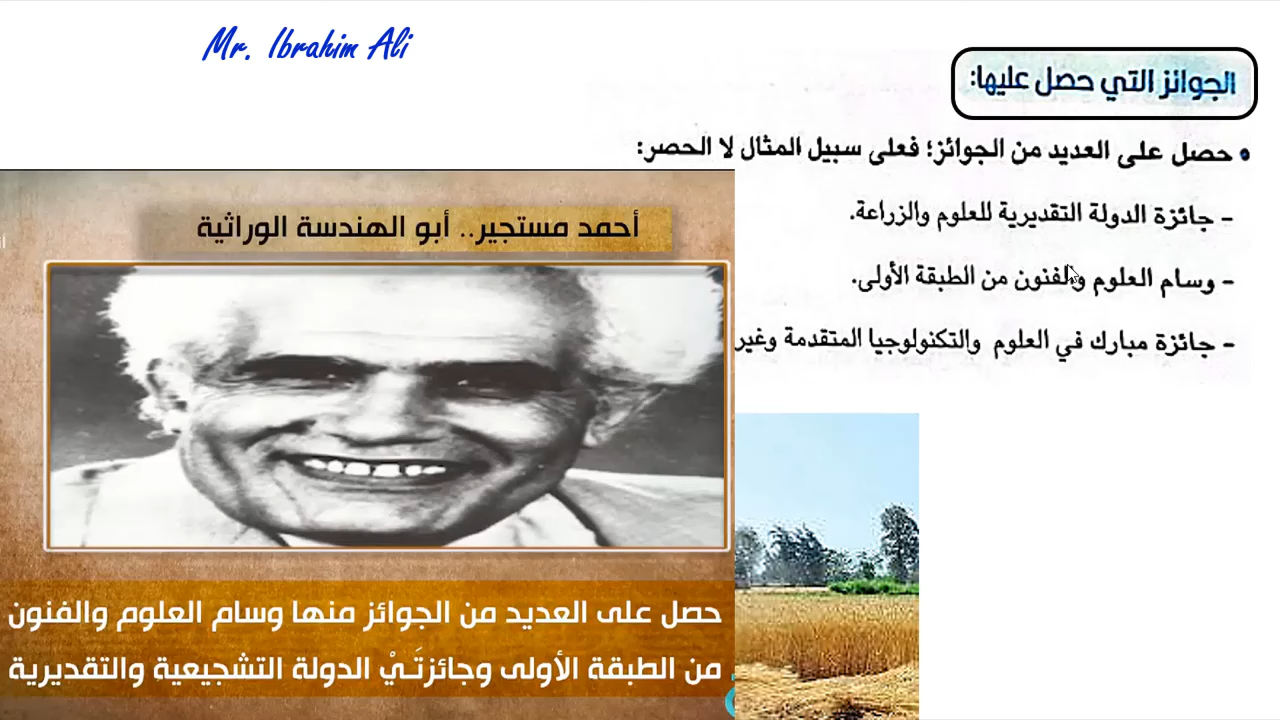 Mr. Ibrahim Ali
الجوائز التي حصل عليها:
• حصل على العديد من الجوائز؛ فعلى سبيل المثال لا الحصر:
- جائزة الدولة التقديرية للعلوم والزراعة.
- وسام العلوم والفنون من الطبقة الأولى.
- جائزة مبارك في العلوم والتكنولوجيا المتقدمة
أحمد مستجير.. أبو الهندسة الوراثية
حصل على العديد من الجوائز منها وسام العلوم والفنون
من الطبقة الأولى وجائزتَيْ الدولة التشجيعية والتقديرية